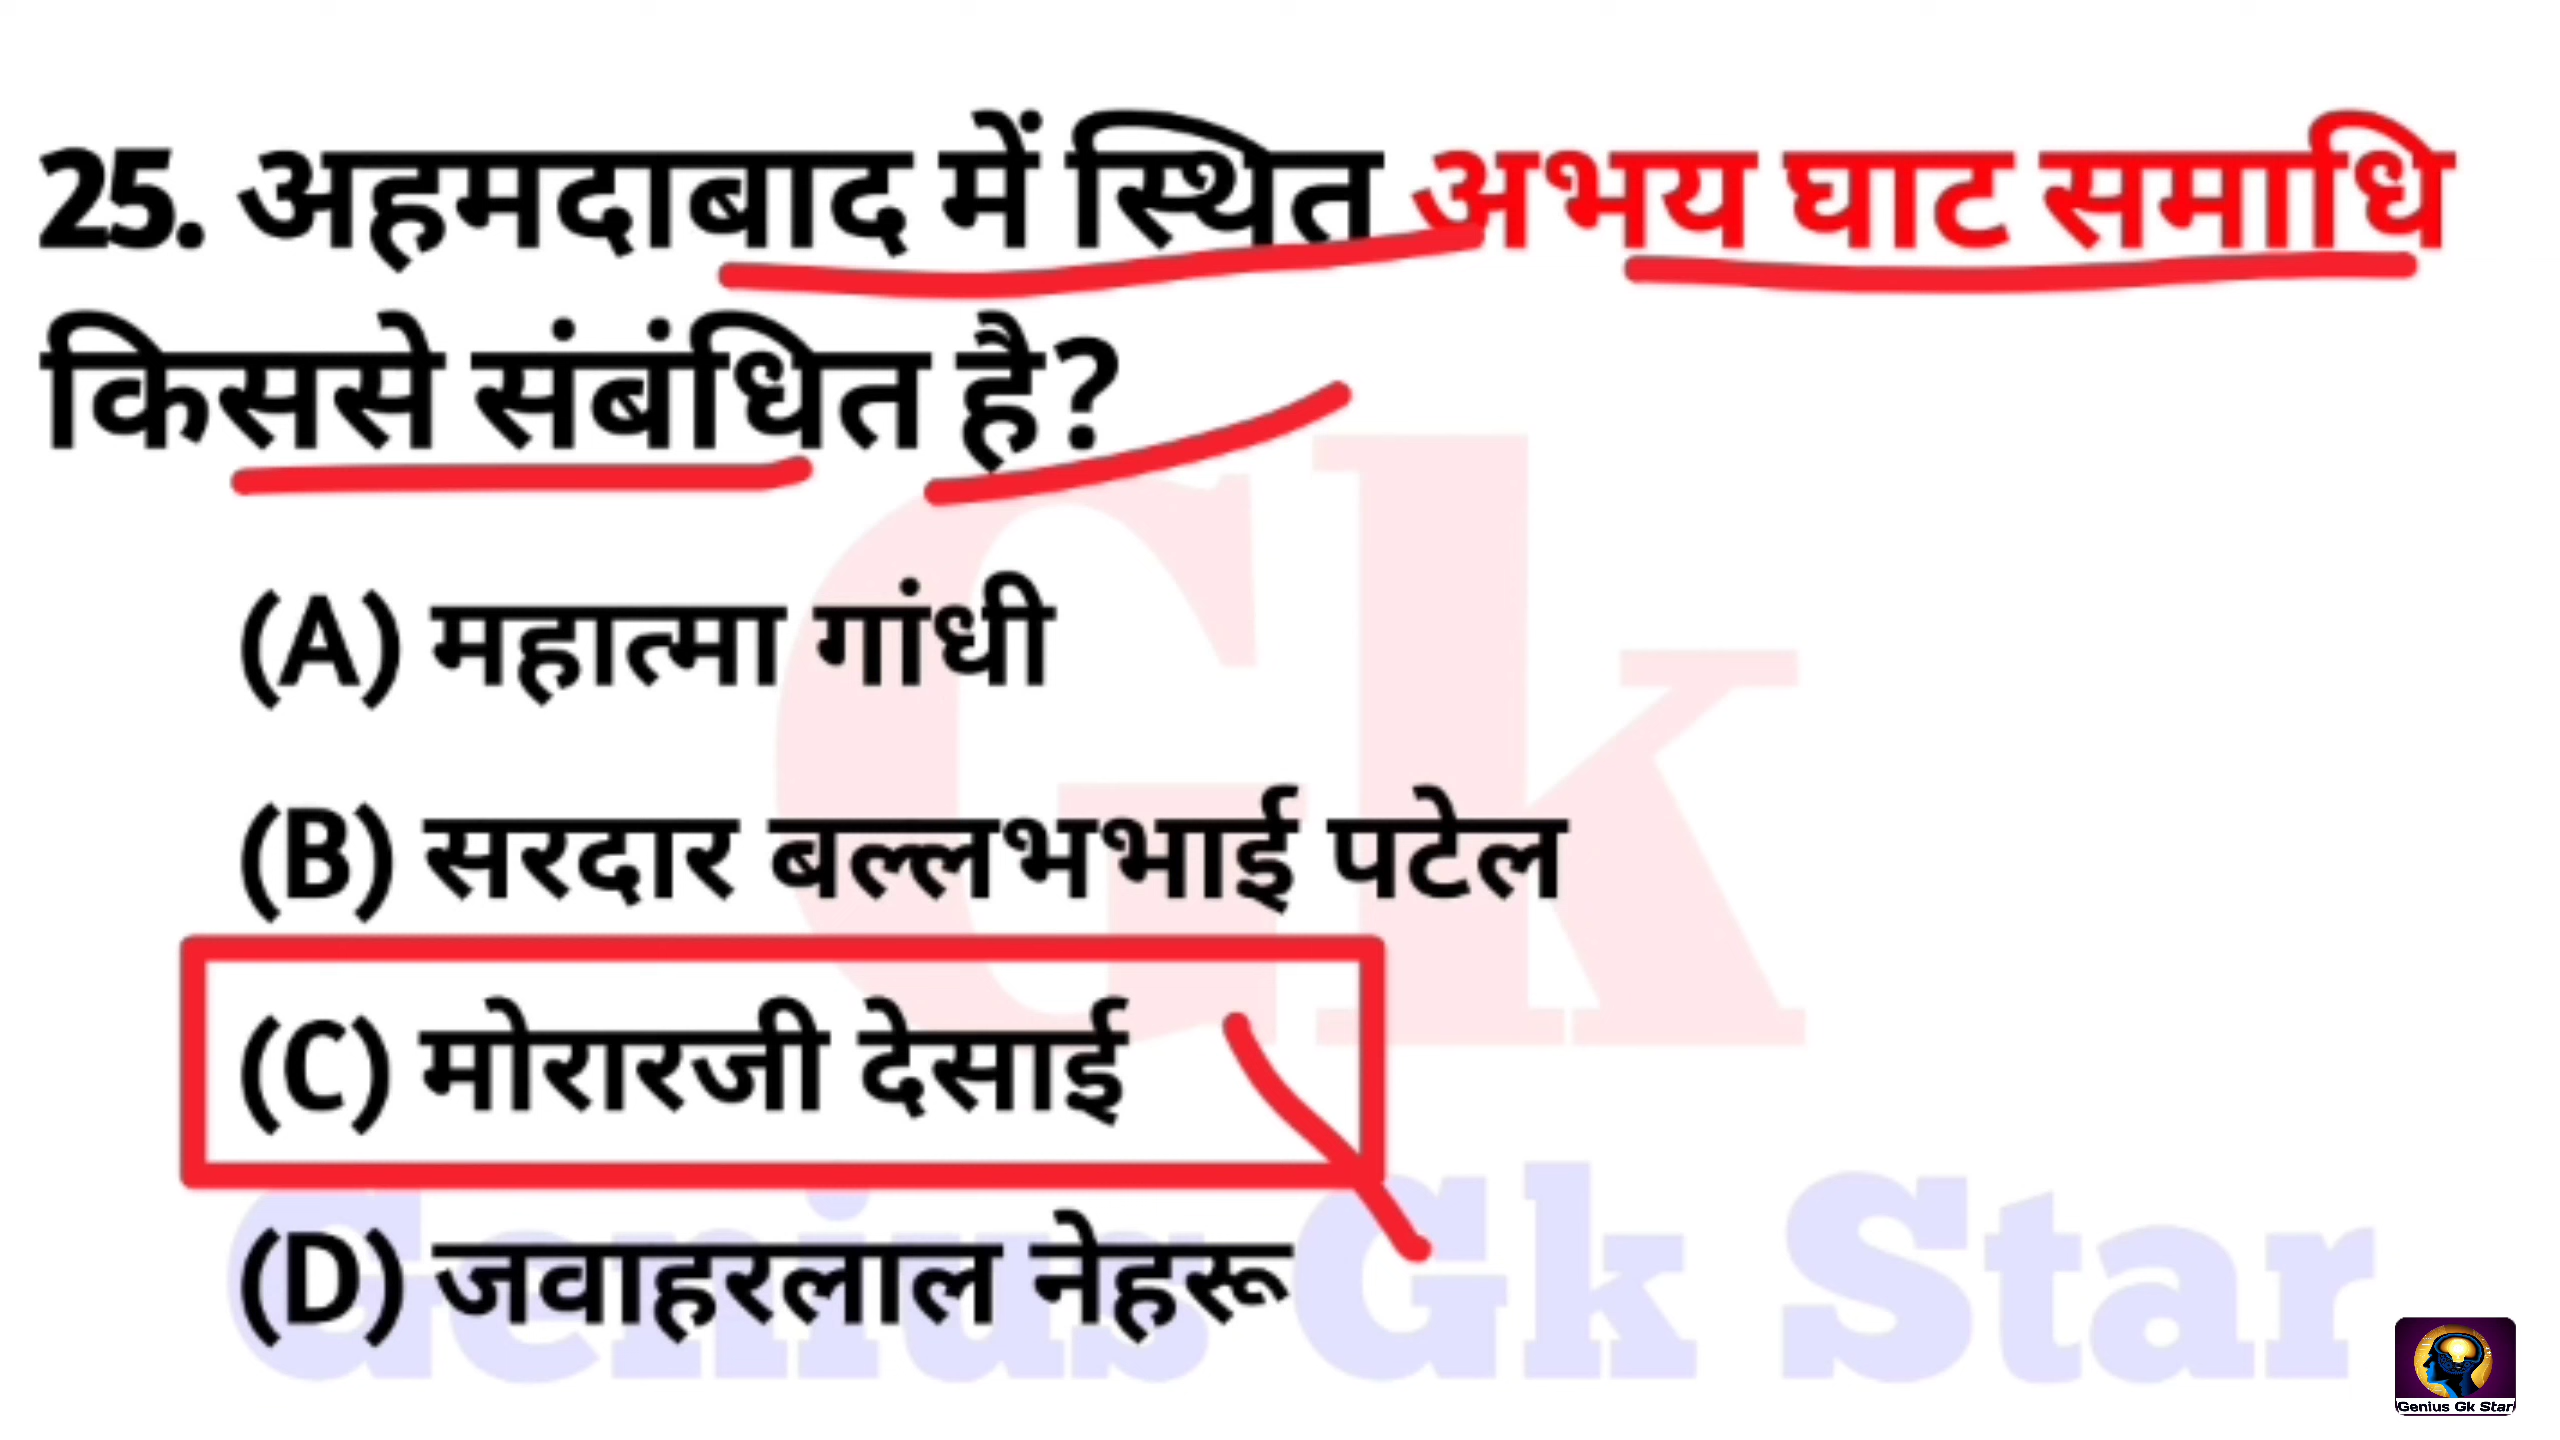 25. अहमदाबाद में स्थित अभय घाट समाधि
किससे संबंधित है?
(A) महात्मा गांधी
(B) सरदार बल्लभभाई पटेल
(C) मोरारजी देसाई
(D) जवाहरलाल नेहरू
Gk
Genius Gk Star
Genius Gk Star